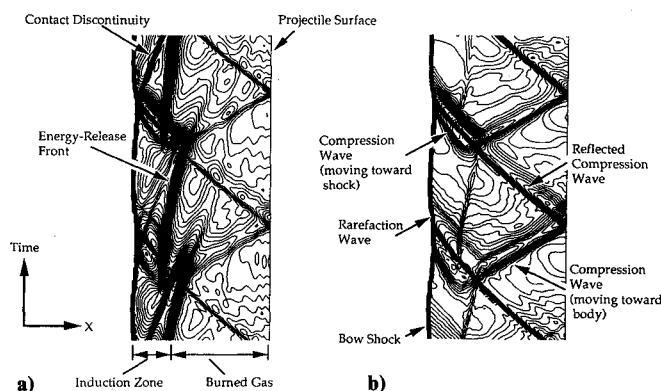 Contact Discontinuity
Projectile Surface
Energy-Release
Front
Compression
Wave
(moving toward
shock)
Reflected
Compression
Wave
Rarefaction
Wave
Time
Compression
Wave
(moving toward
body)
X
Bow Shock
a)
Induction Zone
Burned Gas
b)